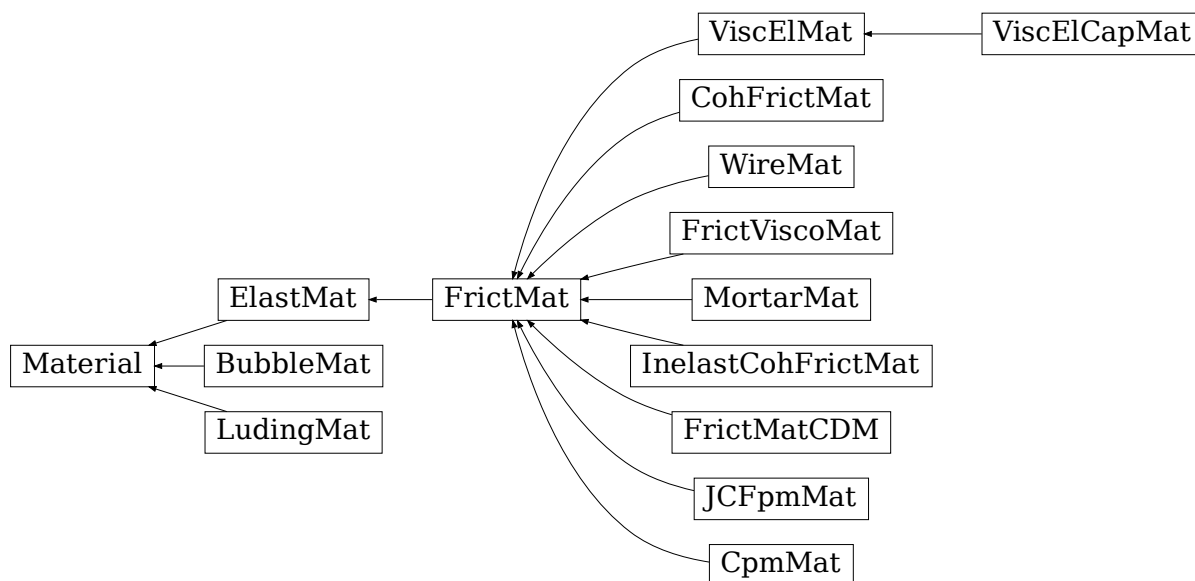 ViscElMat
ViscElCapMat
CohFrictMat
WireMat
FrictViscoMat
ElastMat
FrictMat
MortarMat
Material
BubbleMat
InelastCohFrictMat
LudingMat
FrictMatCDM
JCFpmMat
CpmMat